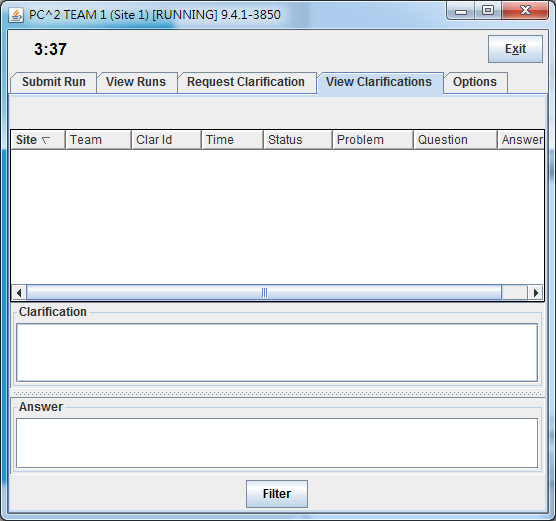 PC^2 TEAM 1 (Site 1) [RUNNING] 9.4.1-3850
3:37 Exit
Submit Run View Runs Request Clarification View Clarifications Options
Site Team Clar Id Time Status Problem Question Answer
Clarification
Answer
Filter